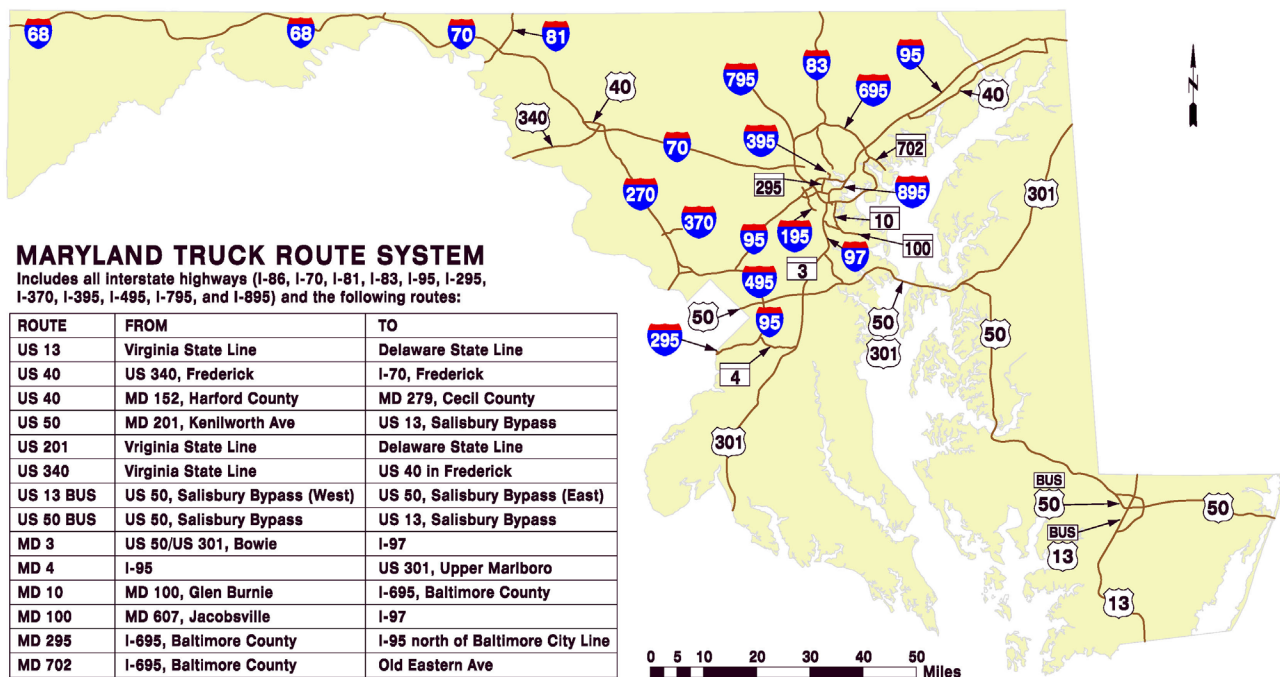 68
68
70
81
40
340
795
83
95
695
40
395
70
702
295
895
301
270
370
10
95
195
100
97
3
495
50
95
50
301
50
295
4
301
BUS
50
50
BUS
13
13
N
MARYLAND TRUCK ROUTE SYSTEM
Includes all interstate highways (I-86, I-70, I-81, I-83, I-95, I-295,
I-370, I-395, I-495, I-795, and I-895) and the following routes:
ROUTE FROM TO
US 13 Virginia State Line Delaware State Line
US 40 US 340, Frederick I-70, Frederick
US 40 MD 152, Harford County MD 279, Cecil County
US 50 MD 201, Kenilworth Ave US 13, Salisbury Bypass
US 201 Vriginia State Line Delaware State Line
US 340 Virginia State Line US 40 in Frederick
US 13 BUS US 50, Salisbury Bypass (West) US 50, Salisbury Bypass (East)
US 50 BUS US 50, Salisbury Bypass US 13, Salisbury Bypass
MD 3 US 50/US 301, Bowie I-97
MD 4 I-95 US 301, Upper Marlboro
MD 10 MD 100, Glen Burnie I-695, Baltimore County
MD 100 MD 607, Jacobsville I-97
MD 295 I-695, Baltimore County I-95 north of Baltimore City Line
MD 702 I-695, Baltimore County Old Eastern Ave
0 5 10 20 30 40 50
Miles